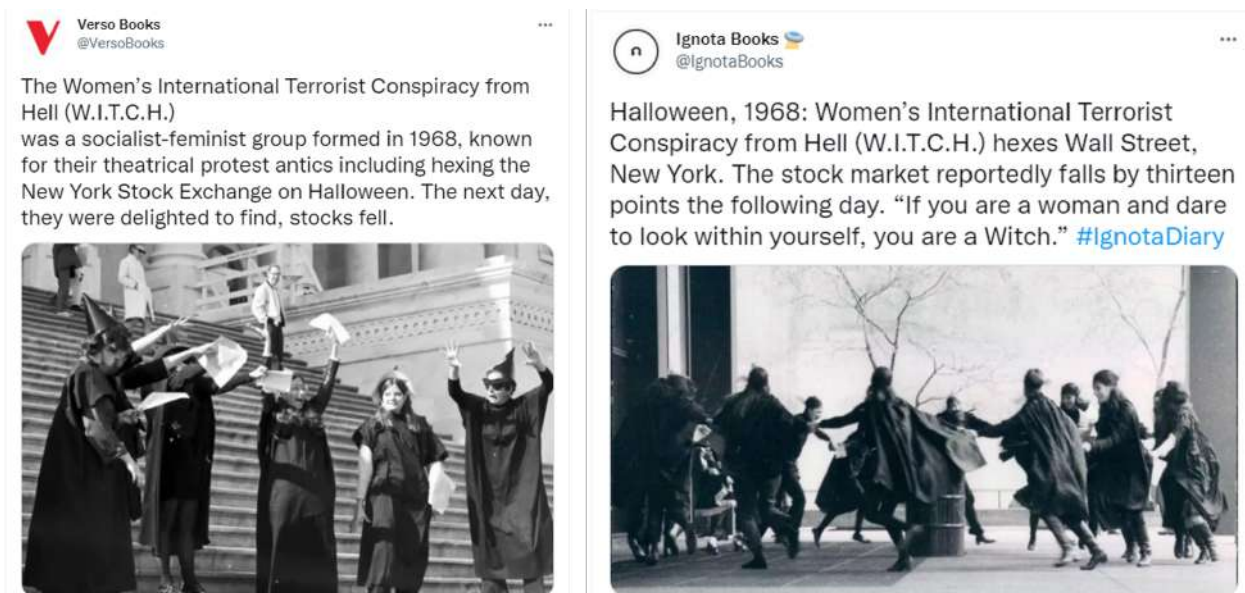 Verso Books
@VersoBooks
The Women's International Terrorist Conspiracy from
Hell (W.I.T.C.H.)
was a socialist-feminist group formed in 1968, known
for their theatrical protest antics including hexing the
New York Stock Exchange on Halloween. The next day,
they were delighted to find, stocks fell.
Ignota Books
@IgnotaBooks
Halloween, 1968: Women's International Terrorist
Conspiracy from Hell (W.I.T.C.H.) hexes Wall Street,
New York. The stock market reportedly falls by thirteen
points the following day. “If you are a woman and dare
to look within yourself, you are a Witch.” #IgnotaDiary